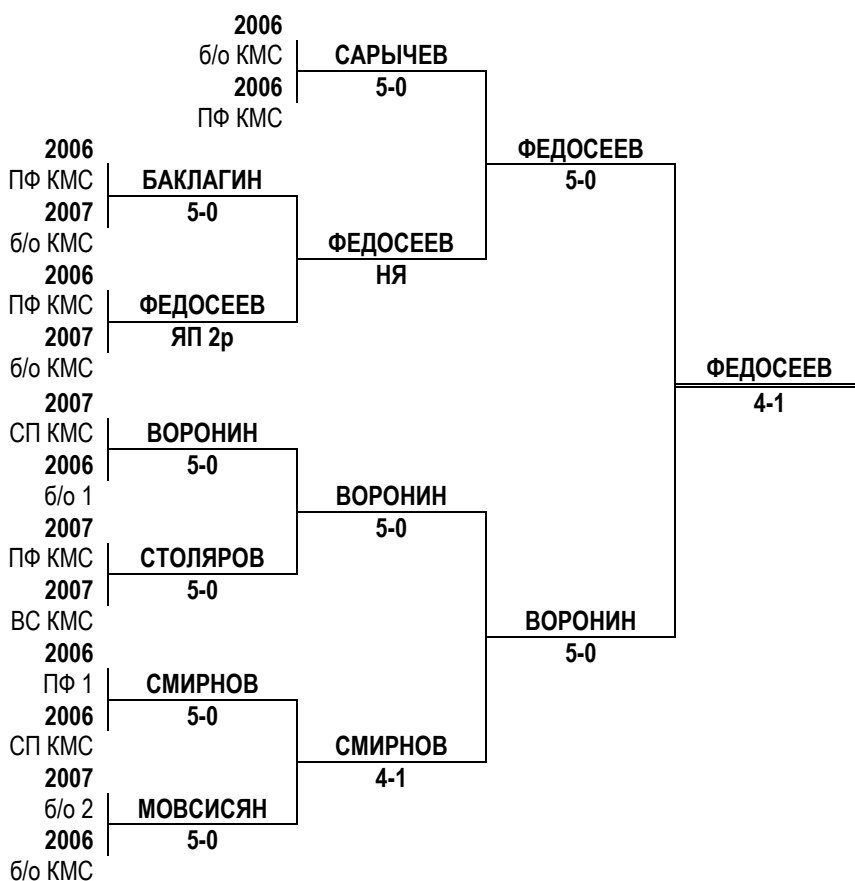 2006
б/о КМС
САРЫЧЕВ
2006
5-0
ПФ КМС
2006
ФЕДОСЕЕВ
ПФ КМС
БАКЛАГИН
5-0
2007
5-0
б/о КМС
ФЕДОСЕЕВ
2006
НЯ
ПФ КМС
ФЕДОСЕЕВ
2007
ЯП 2р
б/о КМС
ФЕДОСЕЕВ
2007
4-1
СП КМС
ВОРОНИН
2006
5-0
б/о 1
ВОРОНИН
2007
5-0
ПФ КМС
СТОЛЯРОВ
2007
5-0
ВС КМС
ВОРОНИН
2006
5-0
ПФ 1
СМИРНОВ
2006
5-0
СП КМС
СМИРНОВ
2007
4-1
б/о 2
МОВСИСЯН
2006
5-0
б/о КМС